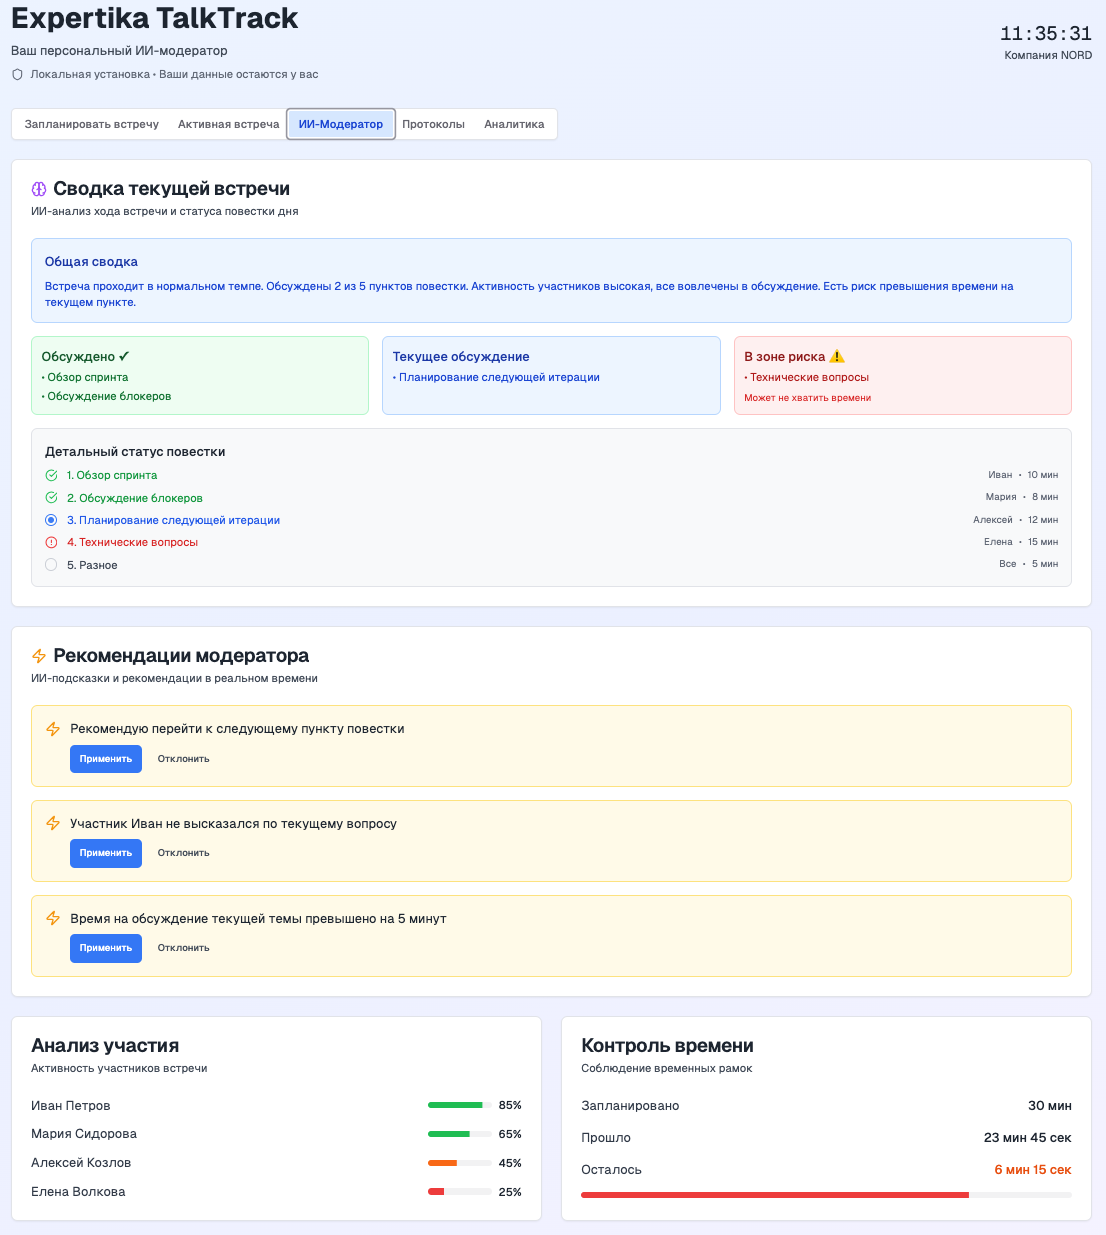 Expertika TalkTrack
Ваш персональный ИИ-модератор
Локальная установка • Ваши данные остаются у вас
11:35:31
Компания NORD
Запланировать встречу
Активная встреча
ИИ-Модератор
Протоколы
Аналитика
Сводка текущей встречи
ИИ-анализ хода встречи и статуса повестки дня
Общая сводка
Встреча проходит в нормальном темпе. Обсуждены 2 из 5 пунктов повестки. Активность участников высокая, все вовлечены в обсуждение. Есть риск превышения времени на
текущем пункте.
Обсуждено ✓
• Обзор спринта
• Обсуждение блокеров
Текущее обсуждение
• Планирование следующей итерации
В зоне риска ⚠️
• Технические вопросы
Может не хватить времени
Детальный статус повестки
1. Обзор спринта Иван • 10 мин
2. Обсуждение блокеров Мария • 8 мин
3. Планирование следующей итерации Алексей • 12 мин
4. Технические вопросы Елена • 15 мин
5. Разное Все • 5 мин
Рекомендации модератора
ИИ-подсказки и рекомендации в реальном времени
Рекомендую перейти к следующему пункту повестки
Применить Отклонить
Участник Иван не высказался по текущему вопросу
Применить Отклонить
Время на обсуждение текущей темы превышено на 5 минут
Применить Отклонить
Анализ участия
Активность участников встречи
Иван Петров 85%
Мария Сидорова 65%
Алексей Козлов 45%
Елена Волкова 25%
Контроль времени
Соблюдение временных рамок
Запланировано 30 мин
Прошло 23 мин 45 сек
Осталось 6 мин 15 сек